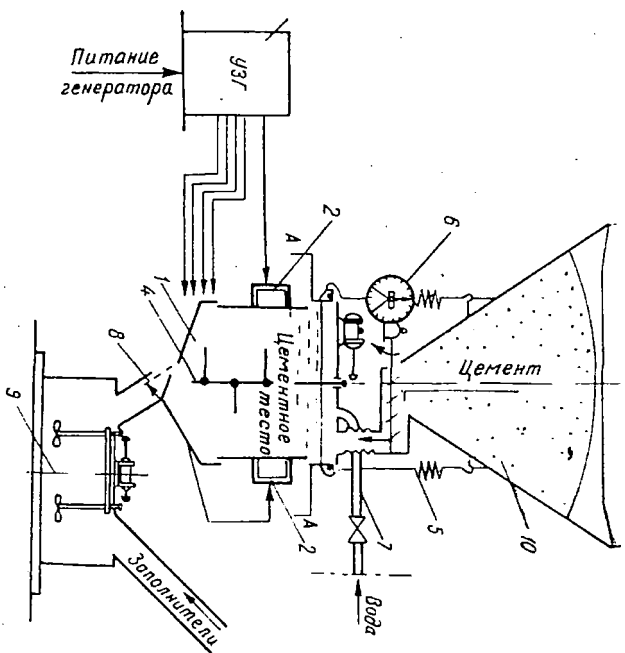 Питание
генератора
УЗГ
2
А
6
Цемент
1
4
8
Цементное
тесто
2
А
7
5
10
Вода
9
Заполнители